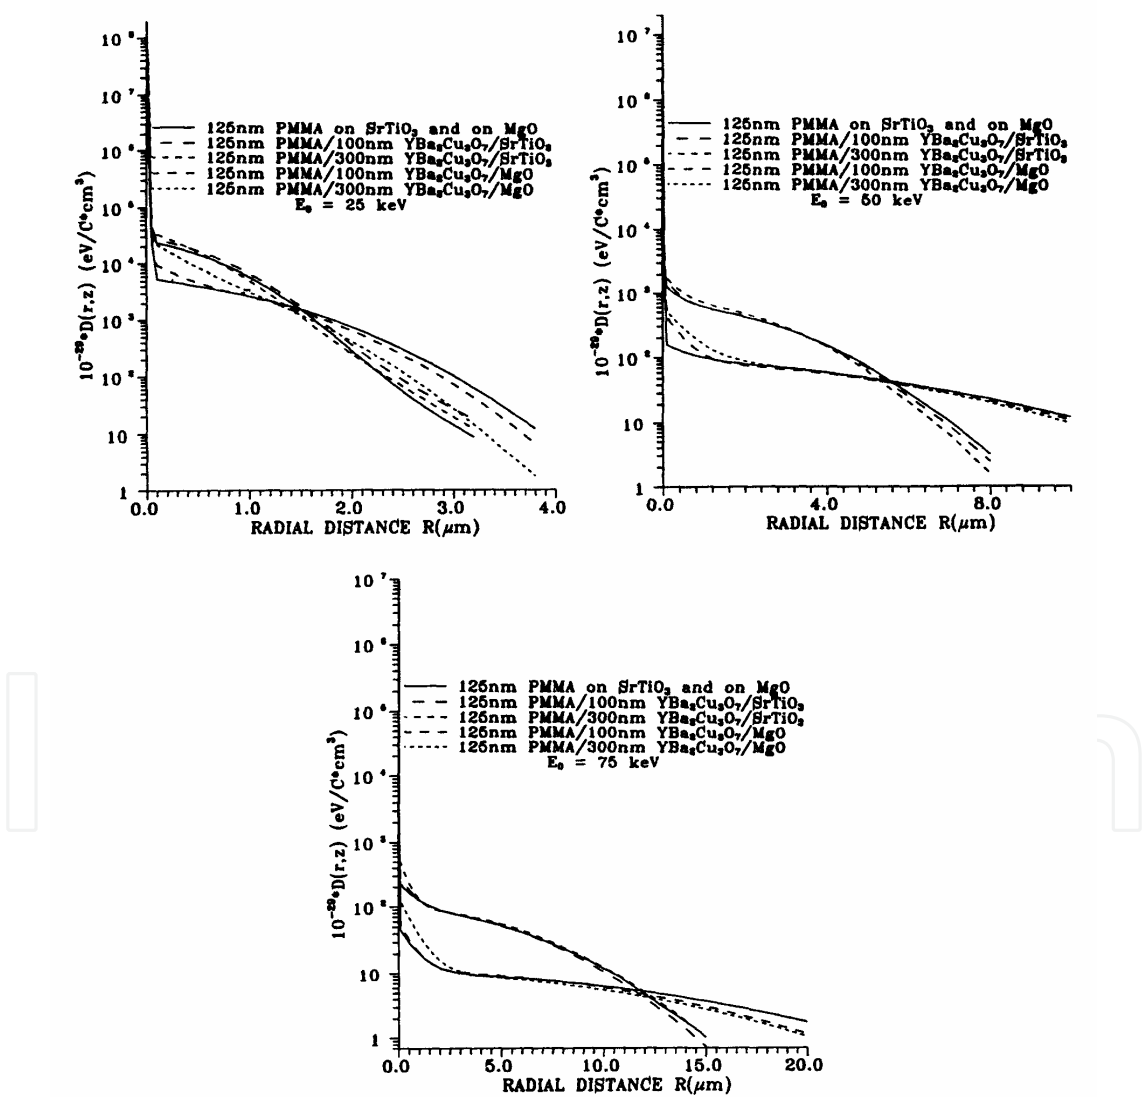 10⁸
10⁷
10⁶
10⁵
10⁴
10³
10²
10
1
10⁻²⁹*D(r,z) (eV/C*cm³)
125nm PMMA on SrTiO₃ and on MgO
125nm PMMA/100nm YBa₂Cu₃O₇/SrTiO₃
125nm PMMA/300nm YBa₂Cu₃O₇/SrTiO₃
125nm PMMA/100nm YBa₂Cu₃O₇/MgO
125nm PMMA/300nm YBa₂Cu₃O₇/MgO
E₀ = 25 keV
0.0 1.0 2.0 3.0 4.0
RADIAL DISTANCE R(μm)
10⁷
10⁶
10⁵
10⁴
10³
10²
10
1
10⁻²⁹*D(r,z) (eV/C*cm³)
125nm PMMA on SrTiO₃ and on MgO
125nm PMMA/100nm YBa₂Cu₃O₇/SrTiO₃
125nm PMMA/300nm YBa₂Cu₃O₇/SrTiO₃
125nm PMMA/100nm YBa₂Cu₃O₇/MgO
125nm PMMA/300nm YBa₂Cu₃O₇/MgO
E₀ = 50 keV
0.0 4.0 8.0
RADIAL DISTANCE R(μm)
10⁷
10⁶
10⁵
10⁴
10³
10²
10
1
10⁻²⁹*D(r,z) (eV/C*cm³)
125nm PMMA on SrTiO₃ and on MgO
125nm PMMA/100nm YBa₂Cu₃O₇/SrTiO₃
125nm PMMA/300nm YBa₂Cu₃O₇/SrTiO₃
125nm PMMA/100nm YBa₂Cu₃O₇/MgO
125nm PMMA/300nm YBa₂Cu₃O₇/MgO
E₀ = 75 keV
0.0 5.0 10.0 15.0 20.0
RADIAL DISTANCE R(μm)